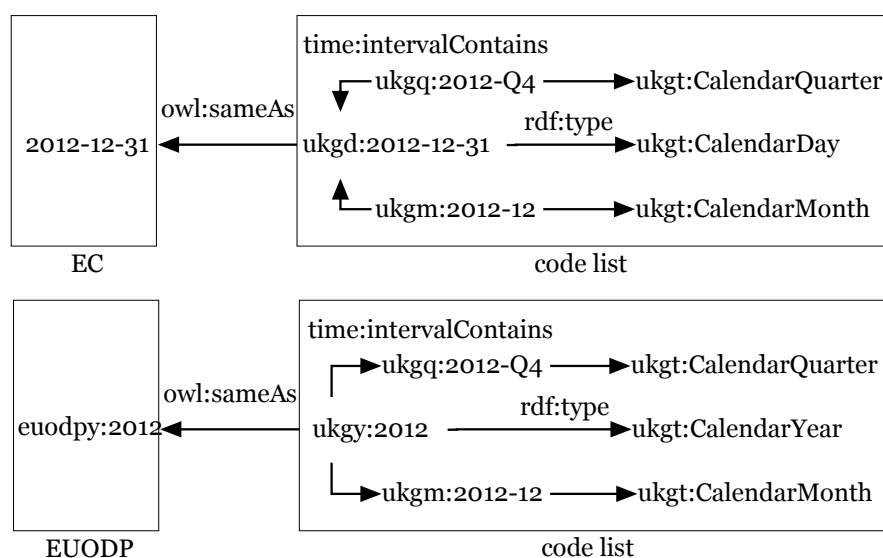 time:intervalContains
ukgq:2012-Q4 ukgt:CalendarQuarter
owl:sameAs rdf:type
2012-12-31 ukgd:2012-12-31 ukgt:CalendarDay
ukgm:2012-12 ukgt:CalendarMonth
EC code list
time:intervalContains
ukgq:2012-Q4 ukgt:CalendarQuarter
owl:sameAs rdf:type
euodpy:2012 ukgy:2012 ukgt:CalendarYear
ukgm:2012-12 ukgt:CalendarMonth
EUODP code list